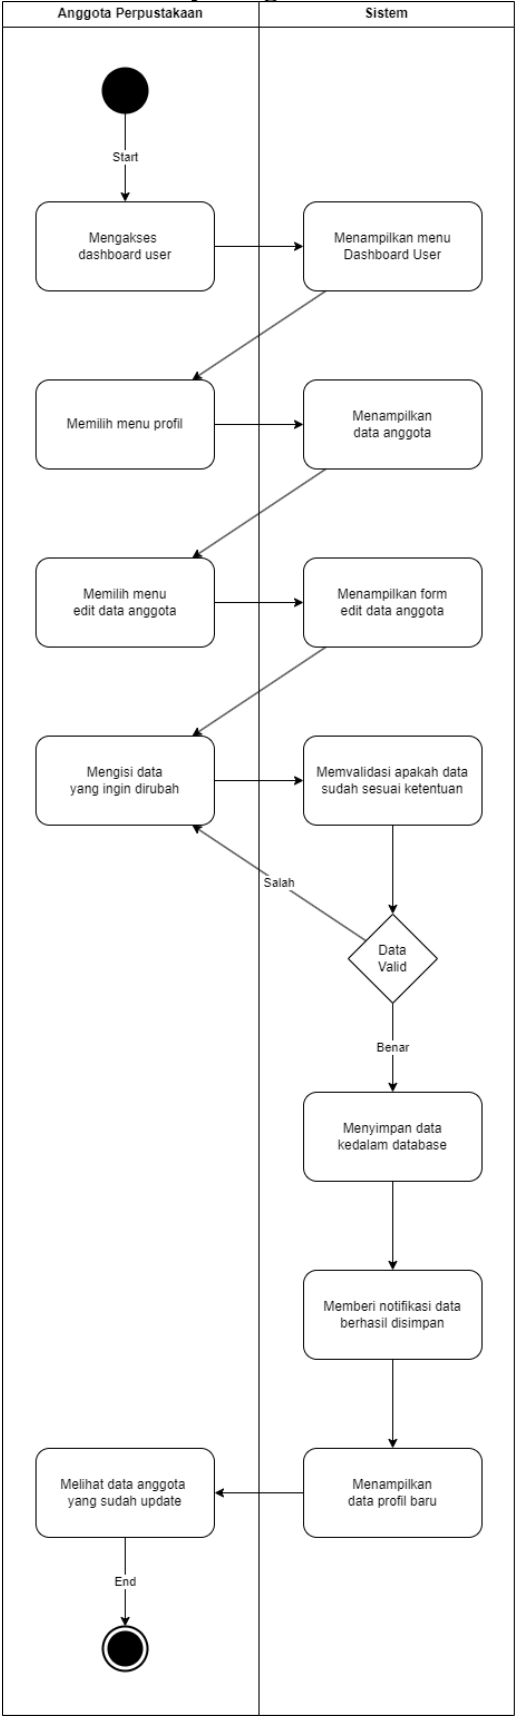 Anggota Perpustakaan
Sistem
Start
Mengakses
dashboard user
Menampilkan menu
Dashboard User
Memilih menu profil
Menampilkan
data anggota
Memilih menu
edit data anggota
Menampilkan form
edit data anggota
Mengisi data
yang ingin dirubah
Memvalidasi apakah data
sudah sesuai ketentuan
Salah
Data
Valid
Benar
Menyimpan data
kedalam database
Memberi notifikasi data
berhasil disimpan
Menampilkan
data profil baru
Melihat data anggota
yang sudah update
End